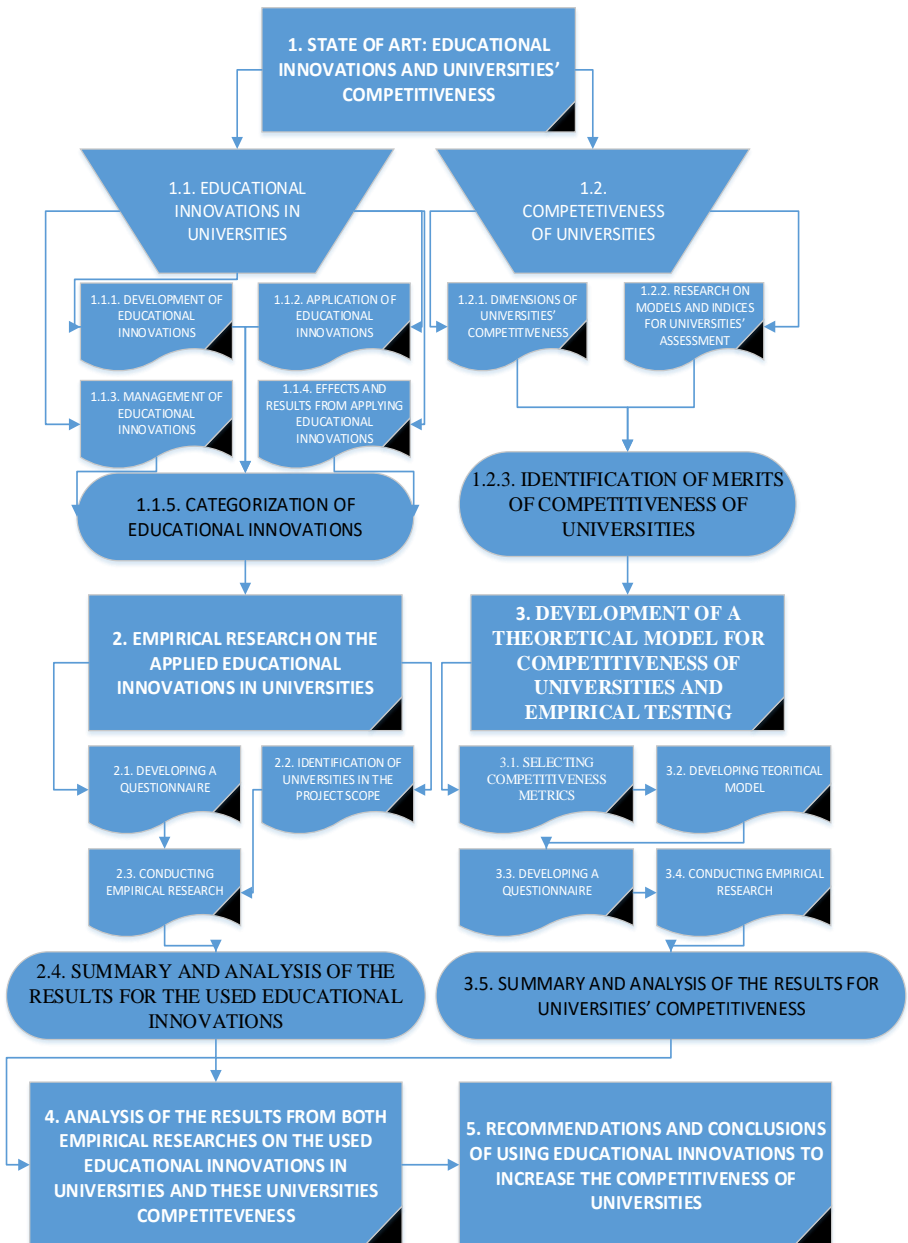 1. STATE OF ART: EDUCATIONAL
INNOVATIONS AND UNIVERSITIES’
COMPETITIVENESS
1.1. EDUCATIONAL
INNOVATIONS IN
UNIVERSITIES
1.2.
COMPETETIVENESS
OF UNIVERSITIES
1.1.1. DEVELOPMENT OF
EDUCATIONAL
INNOVATIONS
1.1.2. APPLICATION OF
EDUCATIONAL
INNOVATIONS
1.2.1. DIMENSIONS OF
UNIVERSITIES’
COMPETITIVENESS
1.2.2. RESEARCH ON
MODELS AND INDICES
FOR UNIVERSITIES’
ASSESSMENT
1.1.3. MANAGEMENT OF
EDUCATIONAL
INNOVATIONS
1.1.4. EFFECTS AND
RESULTS FROM APPLYING
EDUCATIONAL
INNOVATIONS
1.1.5. CATEGORIZATION OF
EDUCATIONAL INNOVATIONS
1.2.3. IDENTIFICATION OF MERITS
OF COMPETITIVENESS OF
UNIVERSITIES
2. EMPIRICAL RESEARCH ON THE
APPLIED EDUCATIONAL
INNOVATIONS IN UNIVERSITIES
3. DEVELOPMENT OF A
THEORETICAL MODEL FOR
COMPETITIVENESS OF
UNIVERSITIES AND
EMPIRICAL TESTING
2.1. DEVELOPING A
QUESTIONNAIRE
2.2. IDENTIFICATION OF
UNIVERSITIES IN THE
PROJECT SCOPE
3.1. SELECTING
COMPETITIVENESS
METRICS
3.2. DEVELOPING TEORITICAL
MODEL
2.3. CONDUCTING
EMPIRICAL RESEARCH
3.3. DEVELOPING A
QUESTIONNAIRE
3.4. CONDUCTING EMPIRICAL
RESEARCH
2.4. SUMMARY AND ANALYSIS OF THE
RESULTS FOR THE USED EDUCATIONAL
INNOVATIONS
3.5. SUMMARY AND ANALYSIS OF THE RESULTS FOR
UNIVERSITIES’ COMPETITIVENESS
4. ANALYSIS OF THE RESULTS FROM BOTH
EMPIRICAL RESEARCHES ON THE USED
EDUCATIONAL INNOVATIONS IN
UNIVERSITIES AND THESE UNIVERSITIES
COMPETITEVENESS
5. RECOMMENDATIONS AND CONCLUSIONS
OF USING EDUCATIONAL INNOVATIONS TO
INCREASE THE COMPETITIVENESS OF
UNIVERSITIES